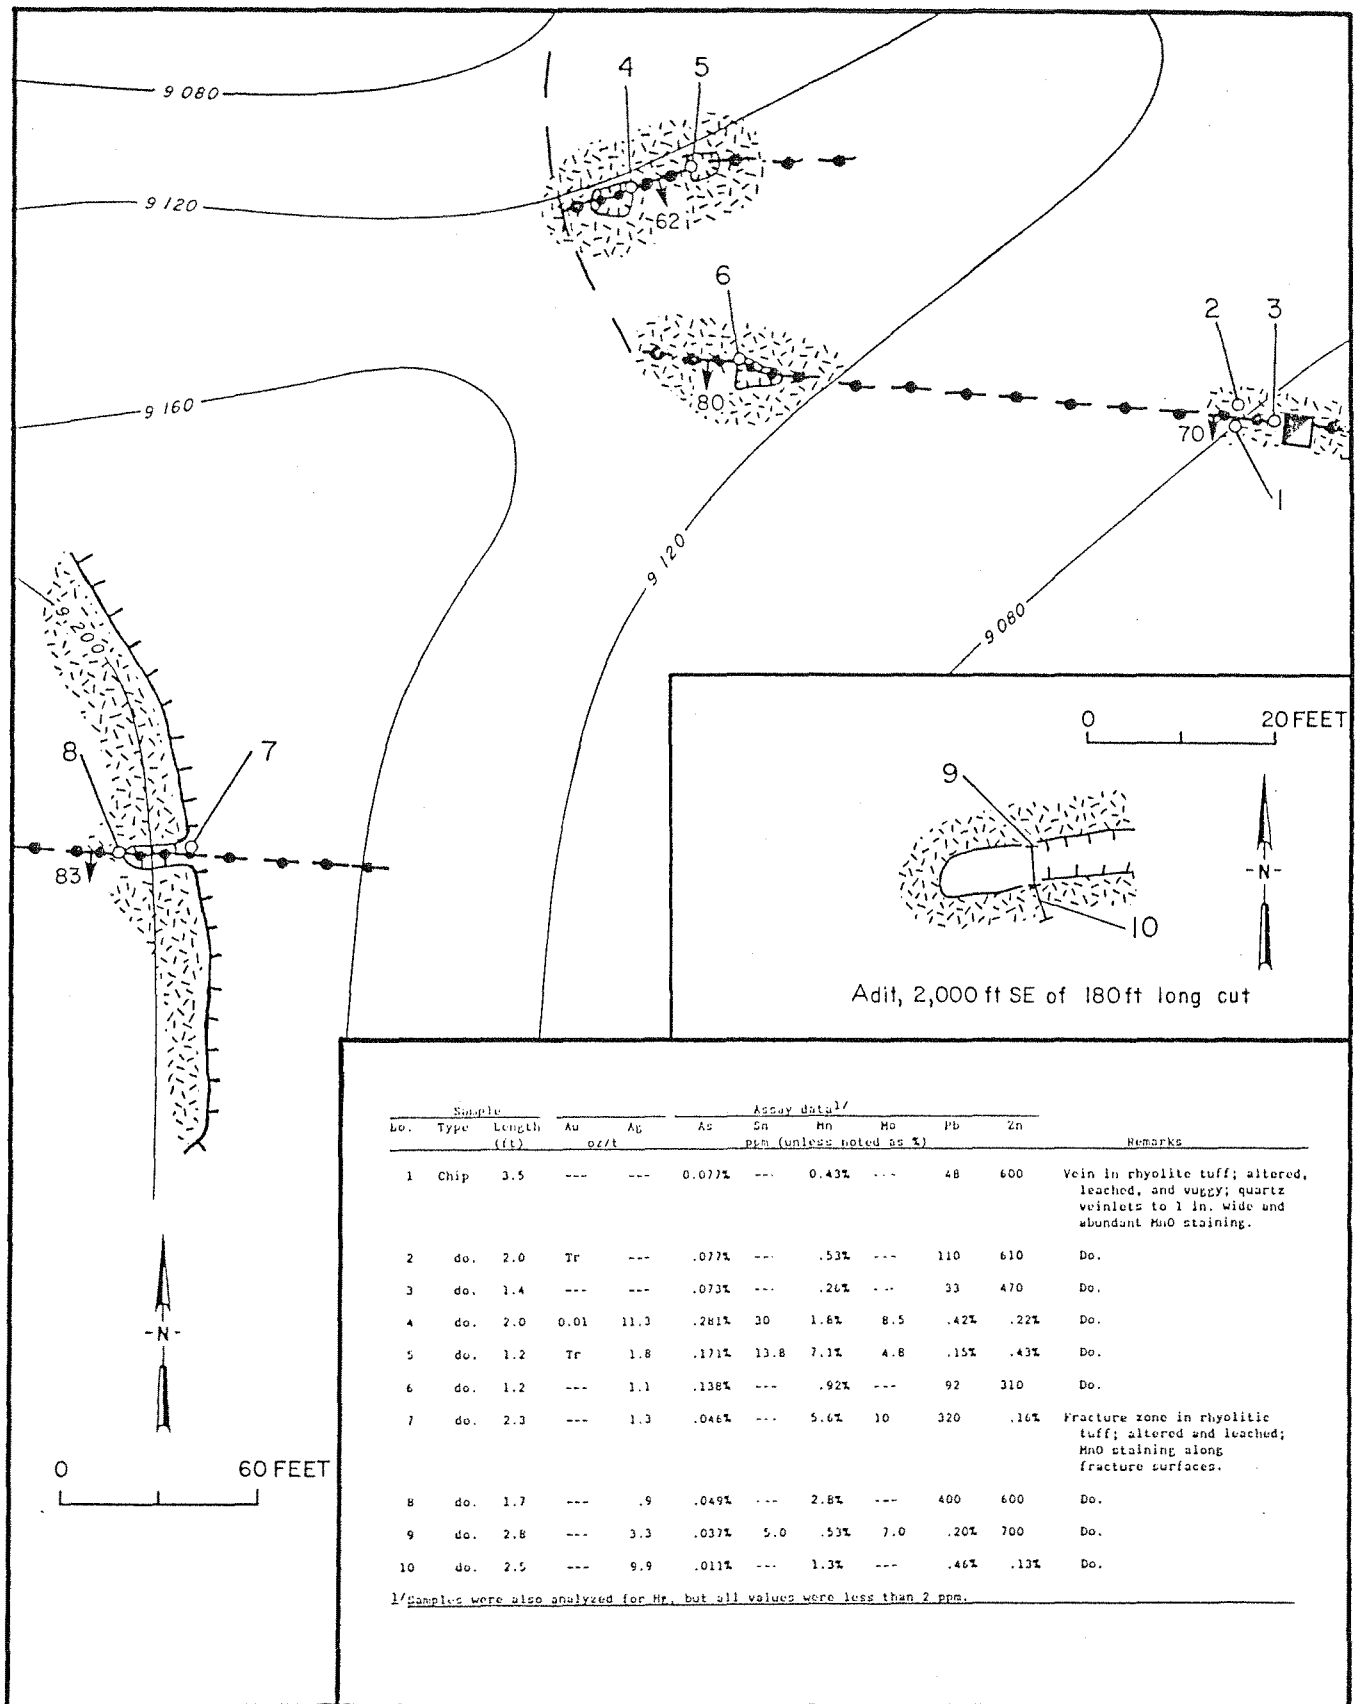 9 080
4 5
9 120
62
6
2 3
80
70
1
9 160
9 120
9 080
9 200
0 20 FEET
8 7
9
83
-N-
10
Adit, 2,000 ft SE of 180ft long cut
Sample Assay data1/
No. Type Length Au Ag As Sn Mn Mo Pb Zn
(ft) oz/t ppm (unless noted as %) Remarks
1 Chip 3.5 --- --- 0.077% --- 0.43% --- 48 600 Vein in rhyolite tuff; altered,
leached, and vuggy; quartz
veinlets to 1 in. wide and
abundant MnO staining.
2 do. 2.0 Tr --- .077% --- .53% --- 110 610 Do.
3 do. 1.4 --- --- .073% --- .26% --- 33 470 Do.
4 do. 2.0 0.01 11.3 .281% 30 1.8% 8.5 .42% .22% Do.
5 do. 1.2 Tr 1.8 .171% 13.8 7.1% 4.8 .15% .43% Do.
6 do. 1.2 --- 1.1 .138% --- .92% --- 92 310 Do.
7 do. 2.3 --- 1.3 .046% --- 5.6% 10 320 .16% Fracture zone in rhyolitic
tuff; altered and leached;
MnO staining along
fracture surfaces.
8 do. 1.7 --- .9 .049% --- 2.8% --- 400 600 Do.
9 do. 2.8 --- 3.3 .037% 5.0 .53% 7.0 .20% 700 Do.
10 do. 2.5 --- 9.9 .011% --- 1.3% --- .46% .13% Do.
1/Samples were also analyzed for Hg, but all values were less than 2 ppm.
-N-
0 60 FEET